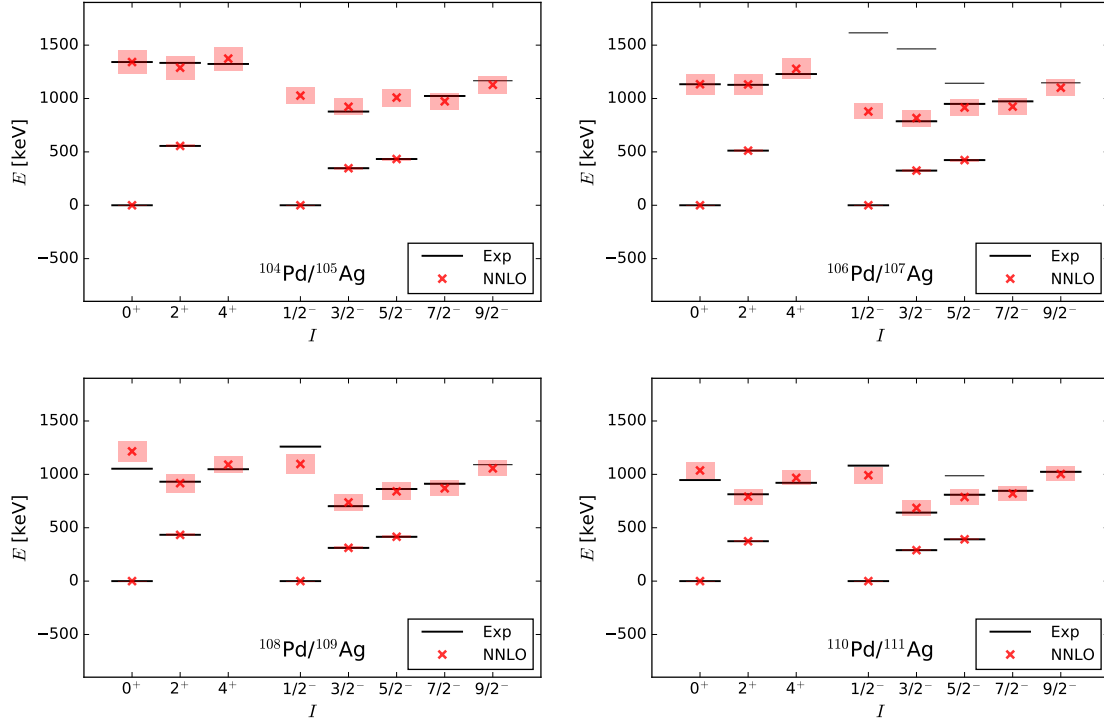 1500
1000
500
0
−500
E [keV]
Exp
NNLO
¹⁰⁴Pd/¹⁰⁵Ag
0⁺ 2⁺ 4⁺ 1/2⁻ 3/2⁻ 5/2⁻ 7/2⁻ 9/2⁻
I
1500
1000
500
0
−500
E [keV]
Exp
NNLO
¹⁰⁶Pd/¹⁰⁷Ag
0⁺ 2⁺ 4⁺ 1/2⁻ 3/2⁻ 5/2⁻ 7/2⁻ 9/2⁻
I
1500
1000
500
0
−500
E [keV]
Exp
NNLO
¹⁰⁸Pd/¹⁰⁹Ag
0⁺ 2⁺ 4⁺ 1/2⁻ 3/2⁻ 5/2⁻ 7/2⁻ 9/2⁻
I
1500
1000
500
0
−500
E [keV]
Exp
NNLO
¹¹⁰Pd/¹¹¹Ag
0⁺ 2⁺ 4⁺ 1/2⁻ 3/2⁻ 5/2⁻ 7/2⁻ 9/2⁻
I